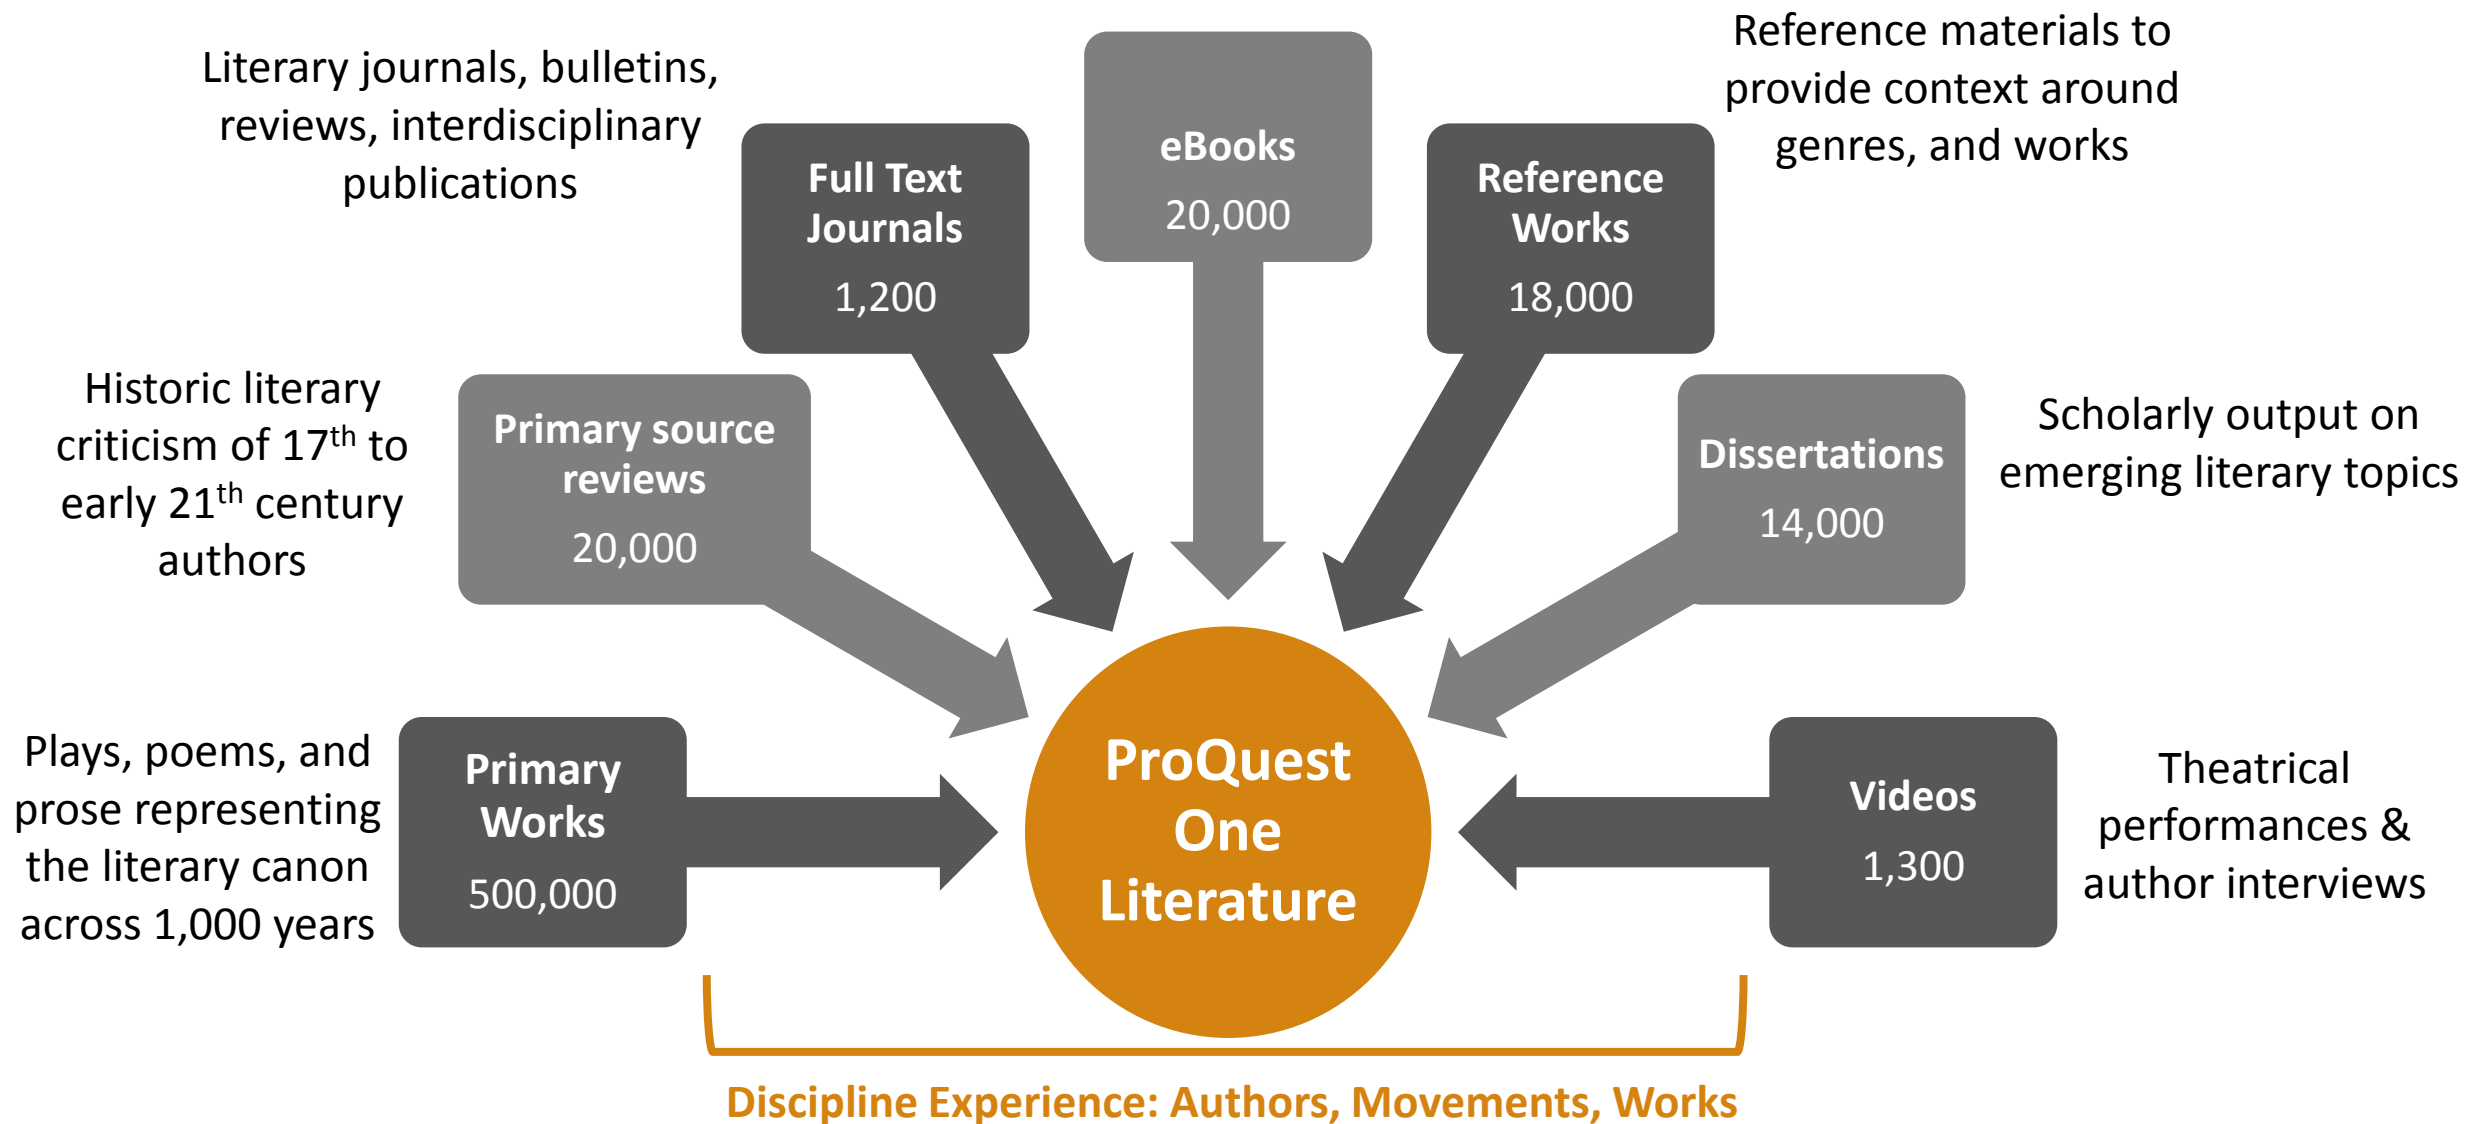 Literary journals, bulletins,
reviews, interdisciplinary
publications
Full Text
Journals
1,200
eBooks
20,000
Reference
Works
18,000
Reference materials to
provide context around
genres, and works
Historic literary
criticism of 17th to
early 21th century
authors
Primary source
reviews
20,000
Dissertations
14,000
Scholarly output on
emerging literary topics
Plays, poems, and
prose representing
the literary canon
across 1,000 years
Primary
Works
500,000
ProQuest
One
Literature
Videos
1,300
Theatrical
performances &
author interviews
Discipline Experience: Authors, Movements, Works